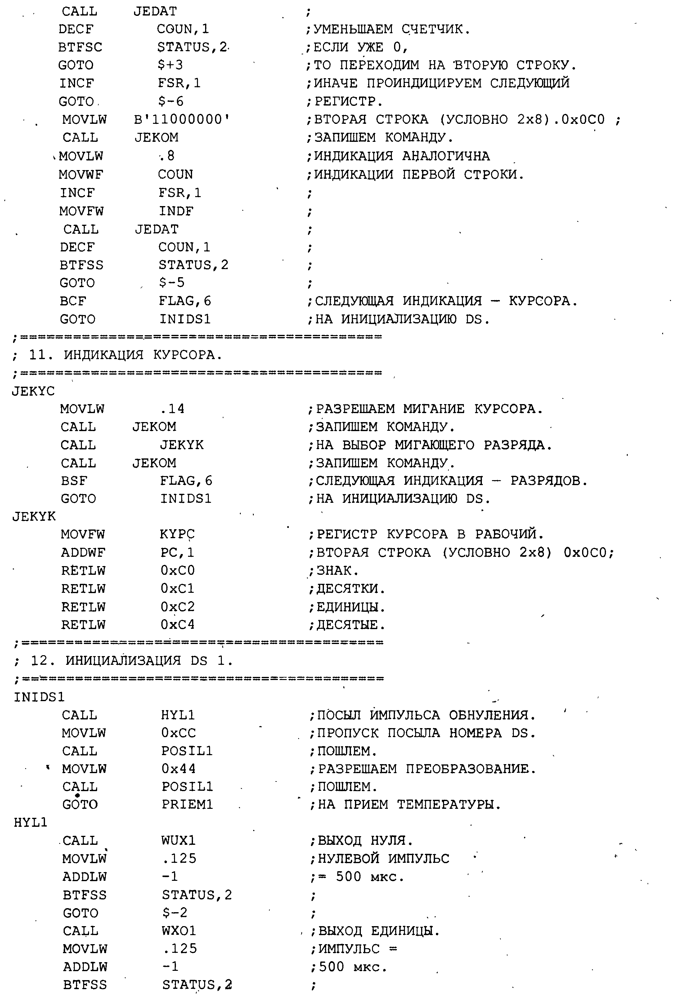 CALL JEDAT ;
DECF COUN,1 ;УМЕНЬШАЕМ СЧЕТЧИК.
BTFSC STATUS,2 ;ЕСЛИ УЖЕ 0,
GOTO $+3 ;ТО ПЕРЕХОДИМ НА ВТОРУЮ СТРОКУ.
INCF FSR,1 ;ИНАЧЕ ПРОИНДИЦИРУЕМ СЛЕДУЮЩИЙ
GOTO $-6 ;РЕГИСТР.
MOVLW B'11000000' ;ВТОРАЯ СТРОКА (УСЛОВНО 2x8).0x0C0 ;
CALL JEKOM ;ЗАПИШЕМ КОМАНДУ.
MOVLW .8 ;ИНДИКАЦИЯ АНАЛОГИЧНА
MOVWF COUN ;ИНДИКАЦИИ ПЕРВОЙ СТРОКИ.
INCF FSR,1 ;
MOVFW INDF ;
CALL JEDAT ;
DECF COUN,1 ;
BTFSS STATUS,2 ;
GOTO $-5 ;
BCF FLAG,6 ;СЛЕДУЮЩАЯ ИНДИКАЦИЯ – КУРСОРА.
GOTO INIDS1 ;НА ИНИЦИАЛИЗАЦИЮ DS.
;=========================================
; 11. ИНДИКАЦИЯ КУРСОРА.
;=========================================
JEKYC
MOVLW .14 ;РАЗРЕШАЕМ МИГАНИЕ КУРСОРА.
CALL JEKOM ;ЗАПИШЕМ КОМАНДУ.
CALL JEKYK ;НА ВЫБОР МИГАЮЩЕГО РАЗРЯДА.
CALL JEKOM ;ЗАПИШЕМ КОМАНДУ.
BSF FLAG,6 ;СЛЕДУЮЩАЯ ИНДИКАЦИЯ – РАЗРЯДОВ.
GOTO INIDS1 ;НА ИНИЦИАЛИЗАЦИЮ DS.
JEKYK
MOVFW KYPC ;РЕГИСТР КУРСОРА В РАБОЧИЙ.
ADDWF PC,1 ;ВТОРАЯ СТРОКА (УСЛОВНО 2x8) 0x0C0;
RETLW 0xC0 ;ЗНАК.
RETLW 0xC1 ;ДЕСЯТКИ.
RETLW 0xC2 ;ЕДИНИЦЫ.
RETLW 0xC4 ;ДЕСЯТЫЕ.
;=========================================
; 12. ИНИЦИАЛИЗАЦИЯ DS 1.
;=========================================
INIDS1
CALL HYL1 ;ПОСЫЛ ИМПУЛЬСА ОБНУЛЕНИЯ.
MOVLW 0xCC ;ПРОПУСК ПОСЫЛА НОМЕРА DS.
CALL POSIL1 ;ПОШЛЕМ.
MOVLW 0x44 ;РАЗРЕШАЕМ ПРЕОБРАЗОВАНИЕ.
CALL POSIL1 ;ПОШЛЕМ.
GOTO PRIEM1 ;НА ПРИЕМ ТЕМПЕРАТУРЫ.
HYL1
CALL WUX1 ;ВЫХОД НУЛЯ.
MOVLW .125 ;НУЛЕВОЙ ИМПУЛЬС
ADDLW -1 ;= 500 мкс.
BTFSS STATUS,2 ;
GOTO $-2 ;
CALL WXO1 ;ВЫХОД ЕДИНИЦЫ.
MOVLW .125 ;ИМПУЛЬС =
ADDLW -1 ;500 мкс.
BTFSS STATUS,2 ;